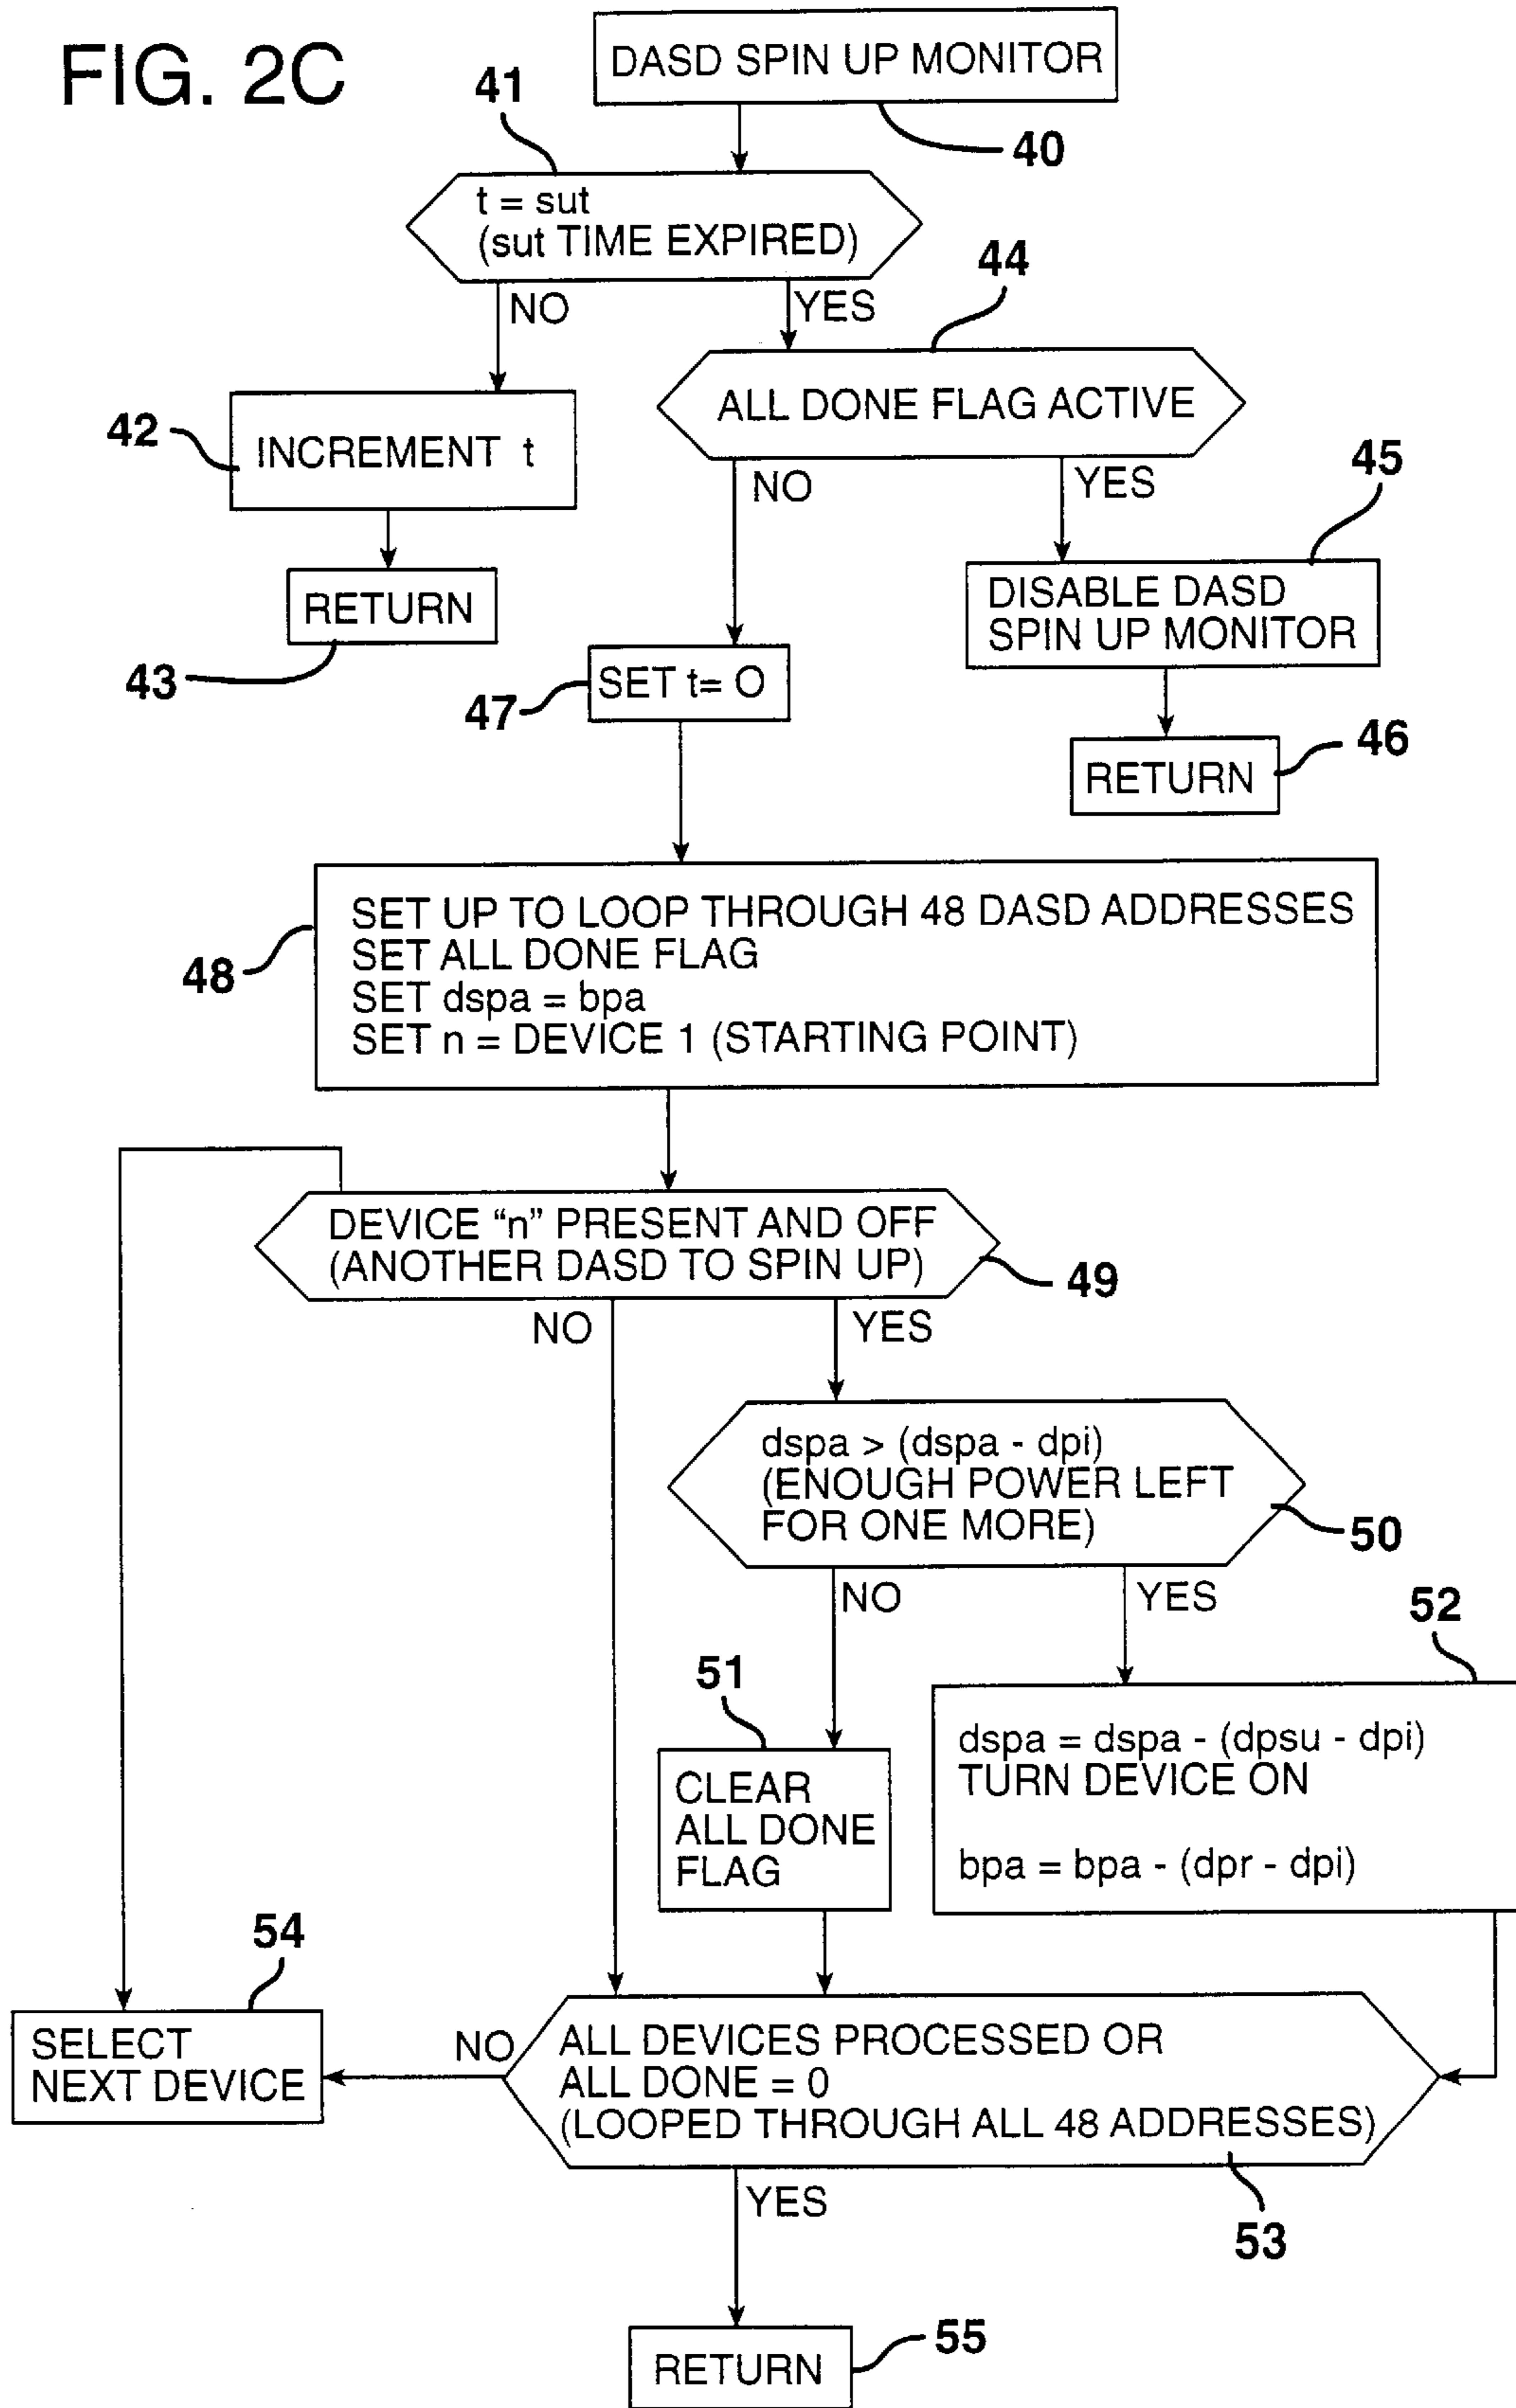 FIG. 2C
DASD SPIN UP MONITOR
40
41
t = sut
(sut TIME EXPIRED)
NO
YES
44
ALL DONE FLAG ACTIVE
42
INCREMENT t
NO
YES
45
RETURN
43
DISABLE DASD
SPIN UP MONITOR
47
SET t= O
46
RETURN
48
SET UP TO LOOP THROUGH 48 DASD ADDRESSES
SET ALL DONE FLAG
SET dspa = bpa
SET n = DEVICE 1 (STARTING POINT)
DEVICE “n” PRESENT AND OFF
(ANOTHER DASD TO SPIN UP)
49
NO
YES
dspa > (dspa - dpi)
(ENOUGH POWER LEFT
FOR ONE MORE)
50
NO
YES
51
52
CLEAR
ALL DONE
FLAG
dspa = dspa - (dpsu - dpi)
TURN DEVICE ON
bpa = bpa - (dpr - dpi)
54
SELECT
NEXT DEVICE
NO
ALL DEVICES PROCESSED OR
ALL DONE = 0
(LOOPED THROUGH ALL 48 ADDRESSES)
53
YES
RETURN
55